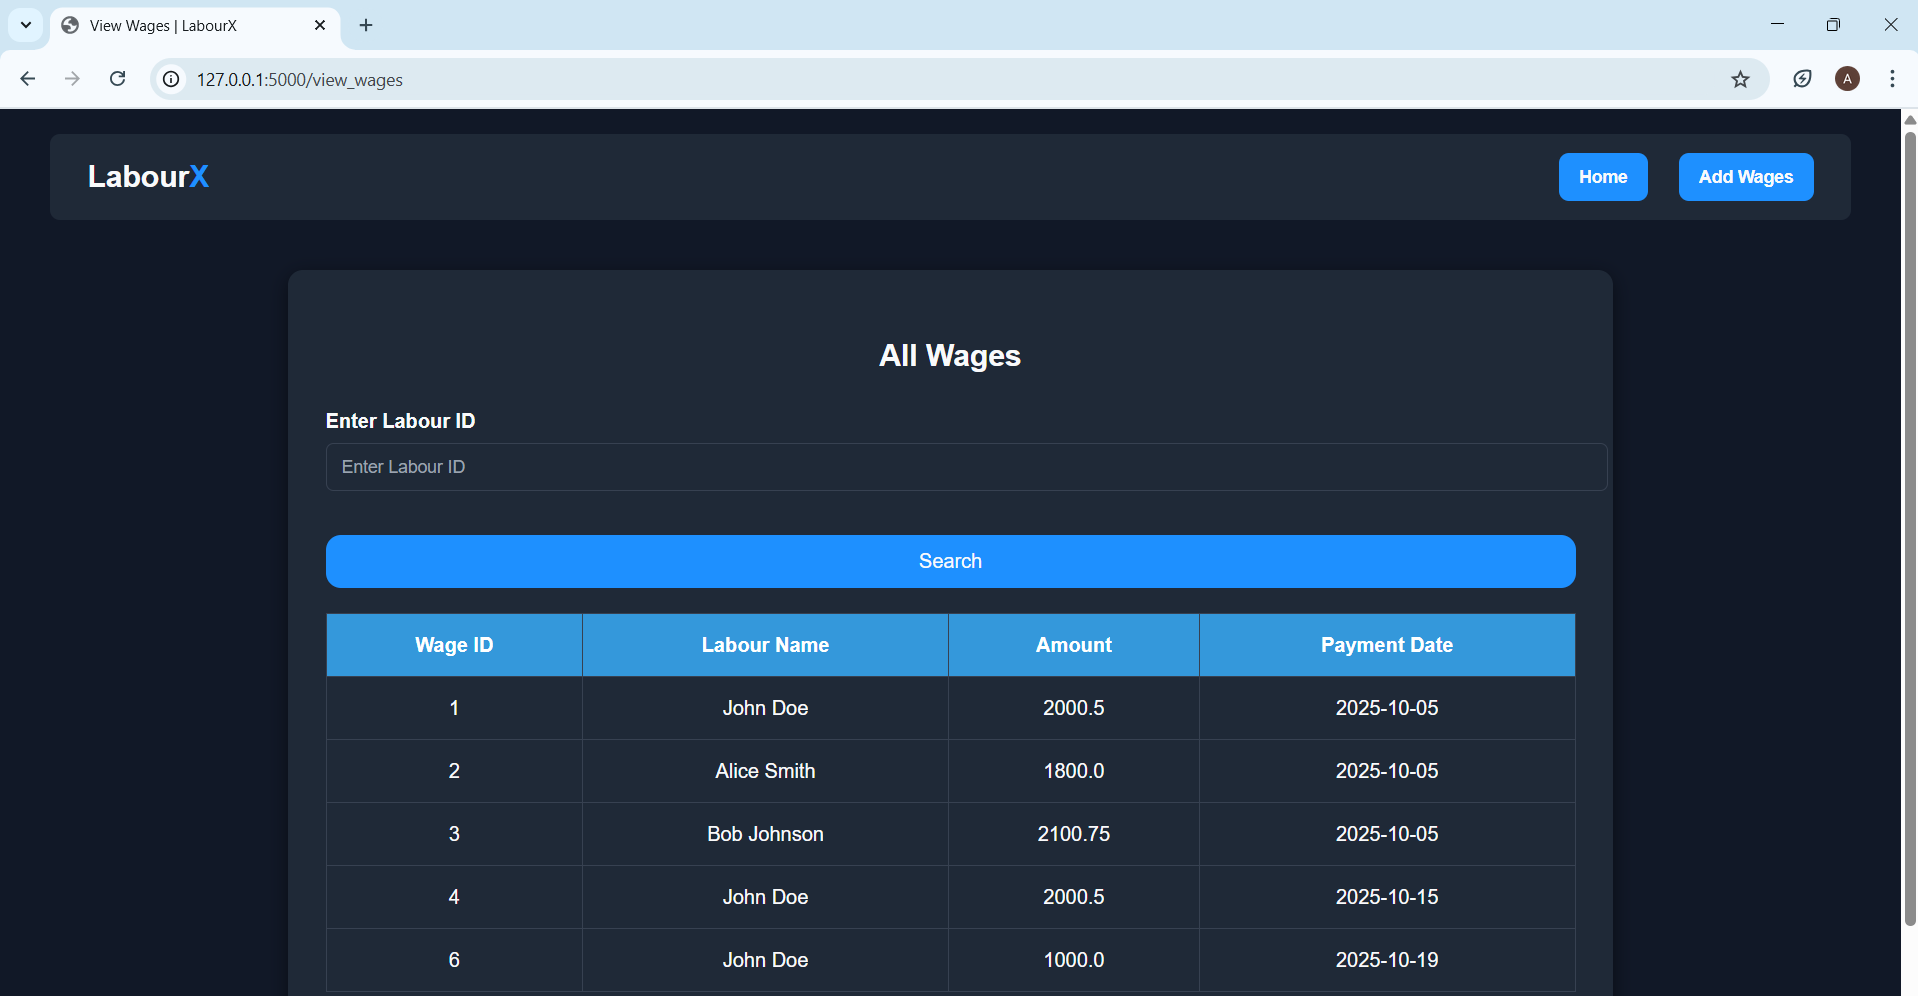 View Wages | LabourX
127.0.0.1:5000/view_wages
A
LabourX
Home
Add Wages
All Wages
Enter Labour ID
Enter Labour ID
Search
Wage ID Labour Name Amount Payment Date
1 John Doe 2000.5 2025-10-05
2 Alice Smith 1800.0 2025-10-05
3 Bob Johnson 2100.75 2025-10-05
4 John Doe 2000.5 2025-10-15
6 John Doe 1000.0 2025-10-19